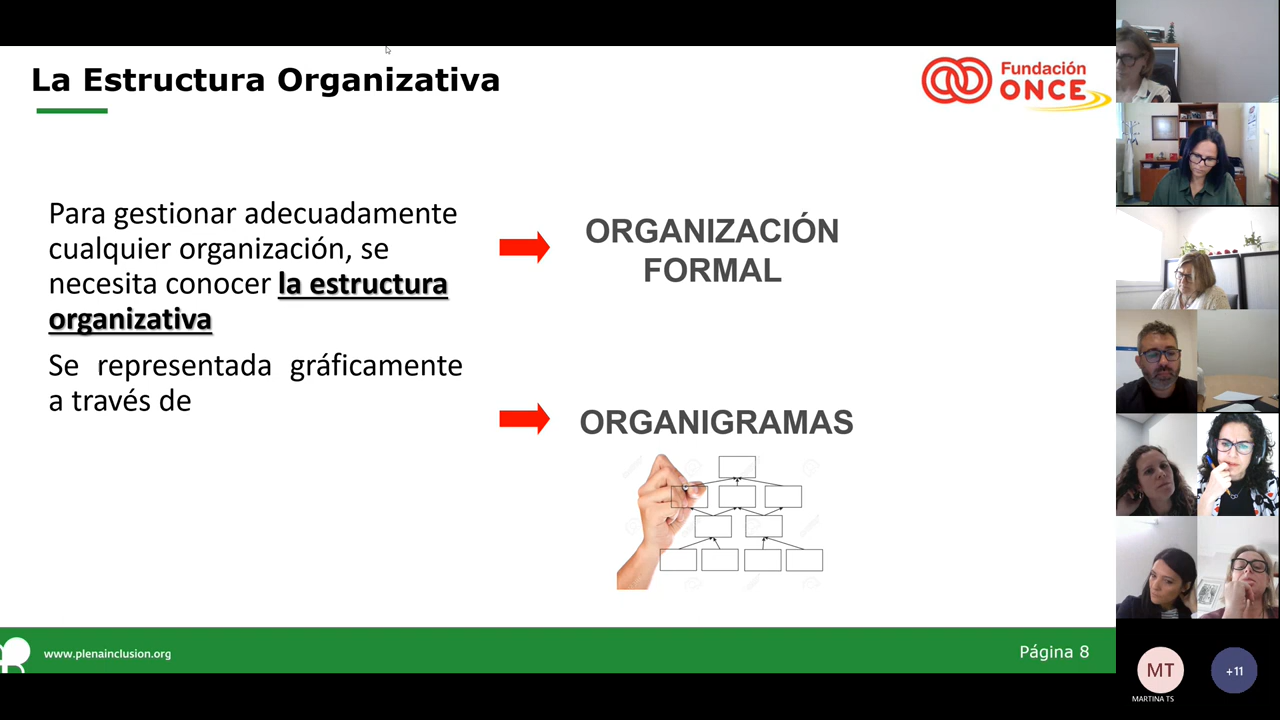 La Estructura Organizativa
Fundación
ONCE
Para gestionar adecuadamente
cualquier organización, se
necesita conocer la estructura
organizativa
Se representada gráficamente
a través de
ORGANIZACIÓN
FORMAL
ORGANIGRAMAS
www.plenainclusion.org
Página 8
MT
MARTINA TS
+11